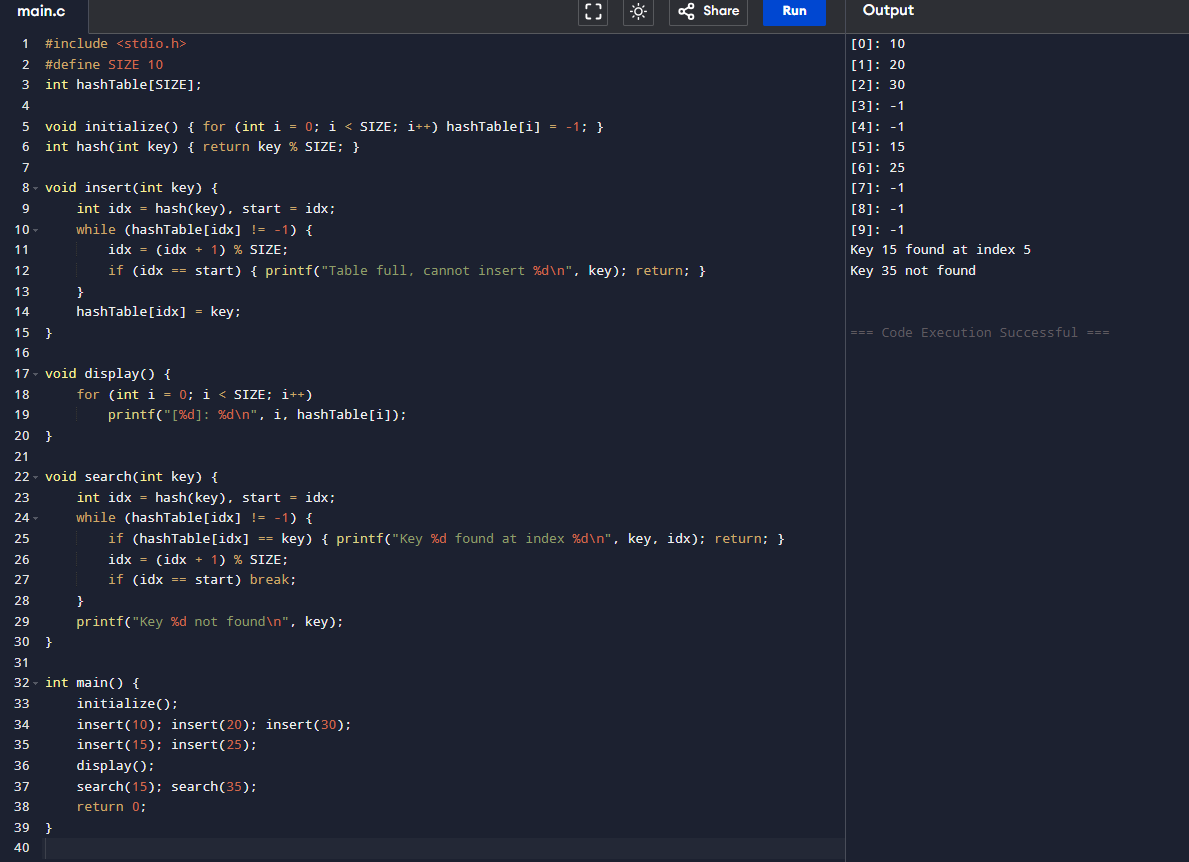 main.c
Share
Run
Output
1 #include <stdio.h>
2 #define SIZE 10
3 int hashTable[SIZE];
4
5 void initialize() { for (int i = 0; i < SIZE; i++) hashTable[i] = -1; }
6 int hash(int key) { return key % SIZE; }
7
8 void insert(int key) {
9     int idx = hash(key), start = idx;
10     while (hashTable[idx] != -1) {
11         idx = (idx + 1) % SIZE;
12         if (idx == start) { printf("Table full, cannot insert %d\n", key); return; }
13     }
14     hashTable[idx] = key;
15 }
16
17 void display() {
18     for (int i = 0; i < SIZE; i++)
19         printf("[%d]: %d\n", i, hashTable[i]);
20 }
21
22 void search(int key) {
23     int idx = hash(key), start = idx;
24     while (hashTable[idx] != -1) {
25         if (hashTable[idx] == key) { printf("Key %d found at index %d\n", key, idx); return; }
26         idx = (idx + 1) % SIZE;
27         if (idx == start) break;
28     }
29     printf("Key %d not found\n", key);
30 }
31
32 int main() {
33     initialize();
34     insert(10); insert(20); insert(30);
35     insert(15); insert(25);
36     display();
37     search(15); search(35);
38     return 0;
39 }
40
[0]: 10
[1]: 20
[2]: 30
[3]: -1
[4]: -1
[5]: 15
[6]: 25
[7]: -1
[8]: -1
[9]: -1
Key 15 found at index 5
Key 35 not found
=== Code Execution Successful ===